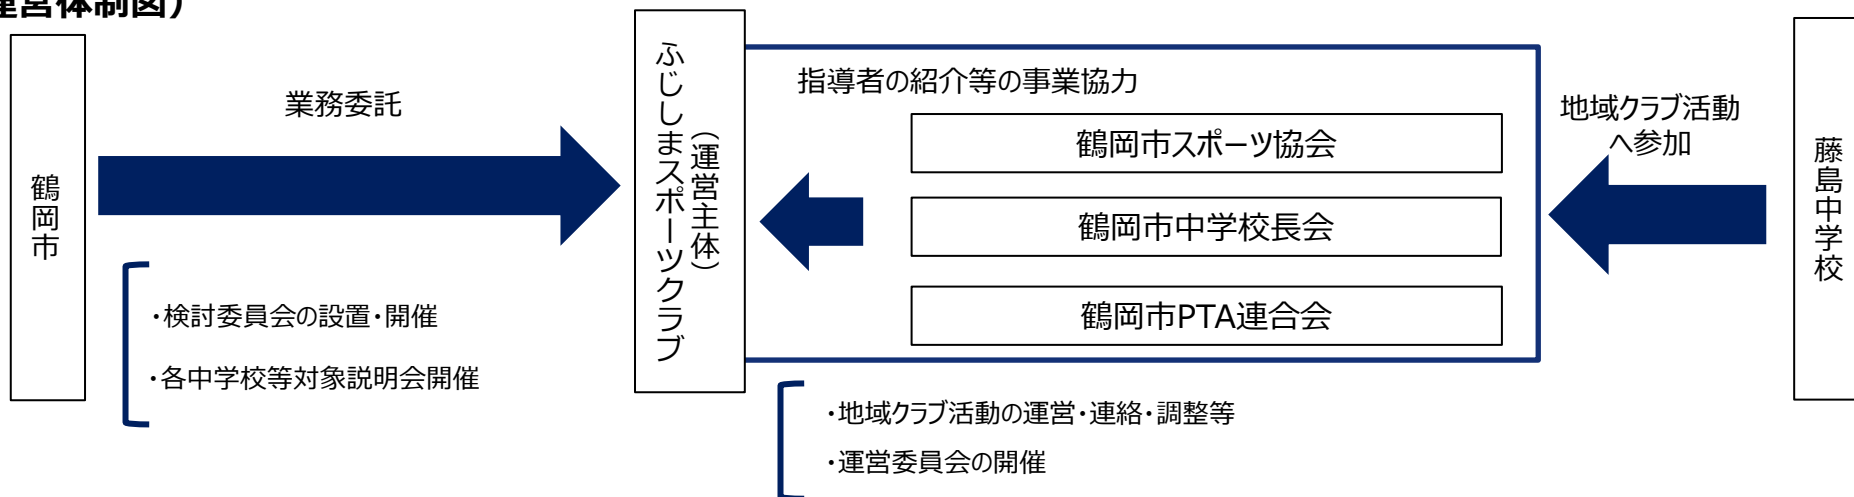 運営体制図）
鶴岡市
業務委託
・検討委員会の設置・開催
・各中学校等対象説明会開催
ふじしまスポーツクラブ
（運営主体）
指導者の紹介等の事業協力
鶴岡市スポーツ協会
鶴岡市中学校長会
鶴岡市PTA連合会
・地域クラブ活動の運営・連絡・調整等
・運営委員会の開催
地域クラブ活動
へ参加
藤島中学校